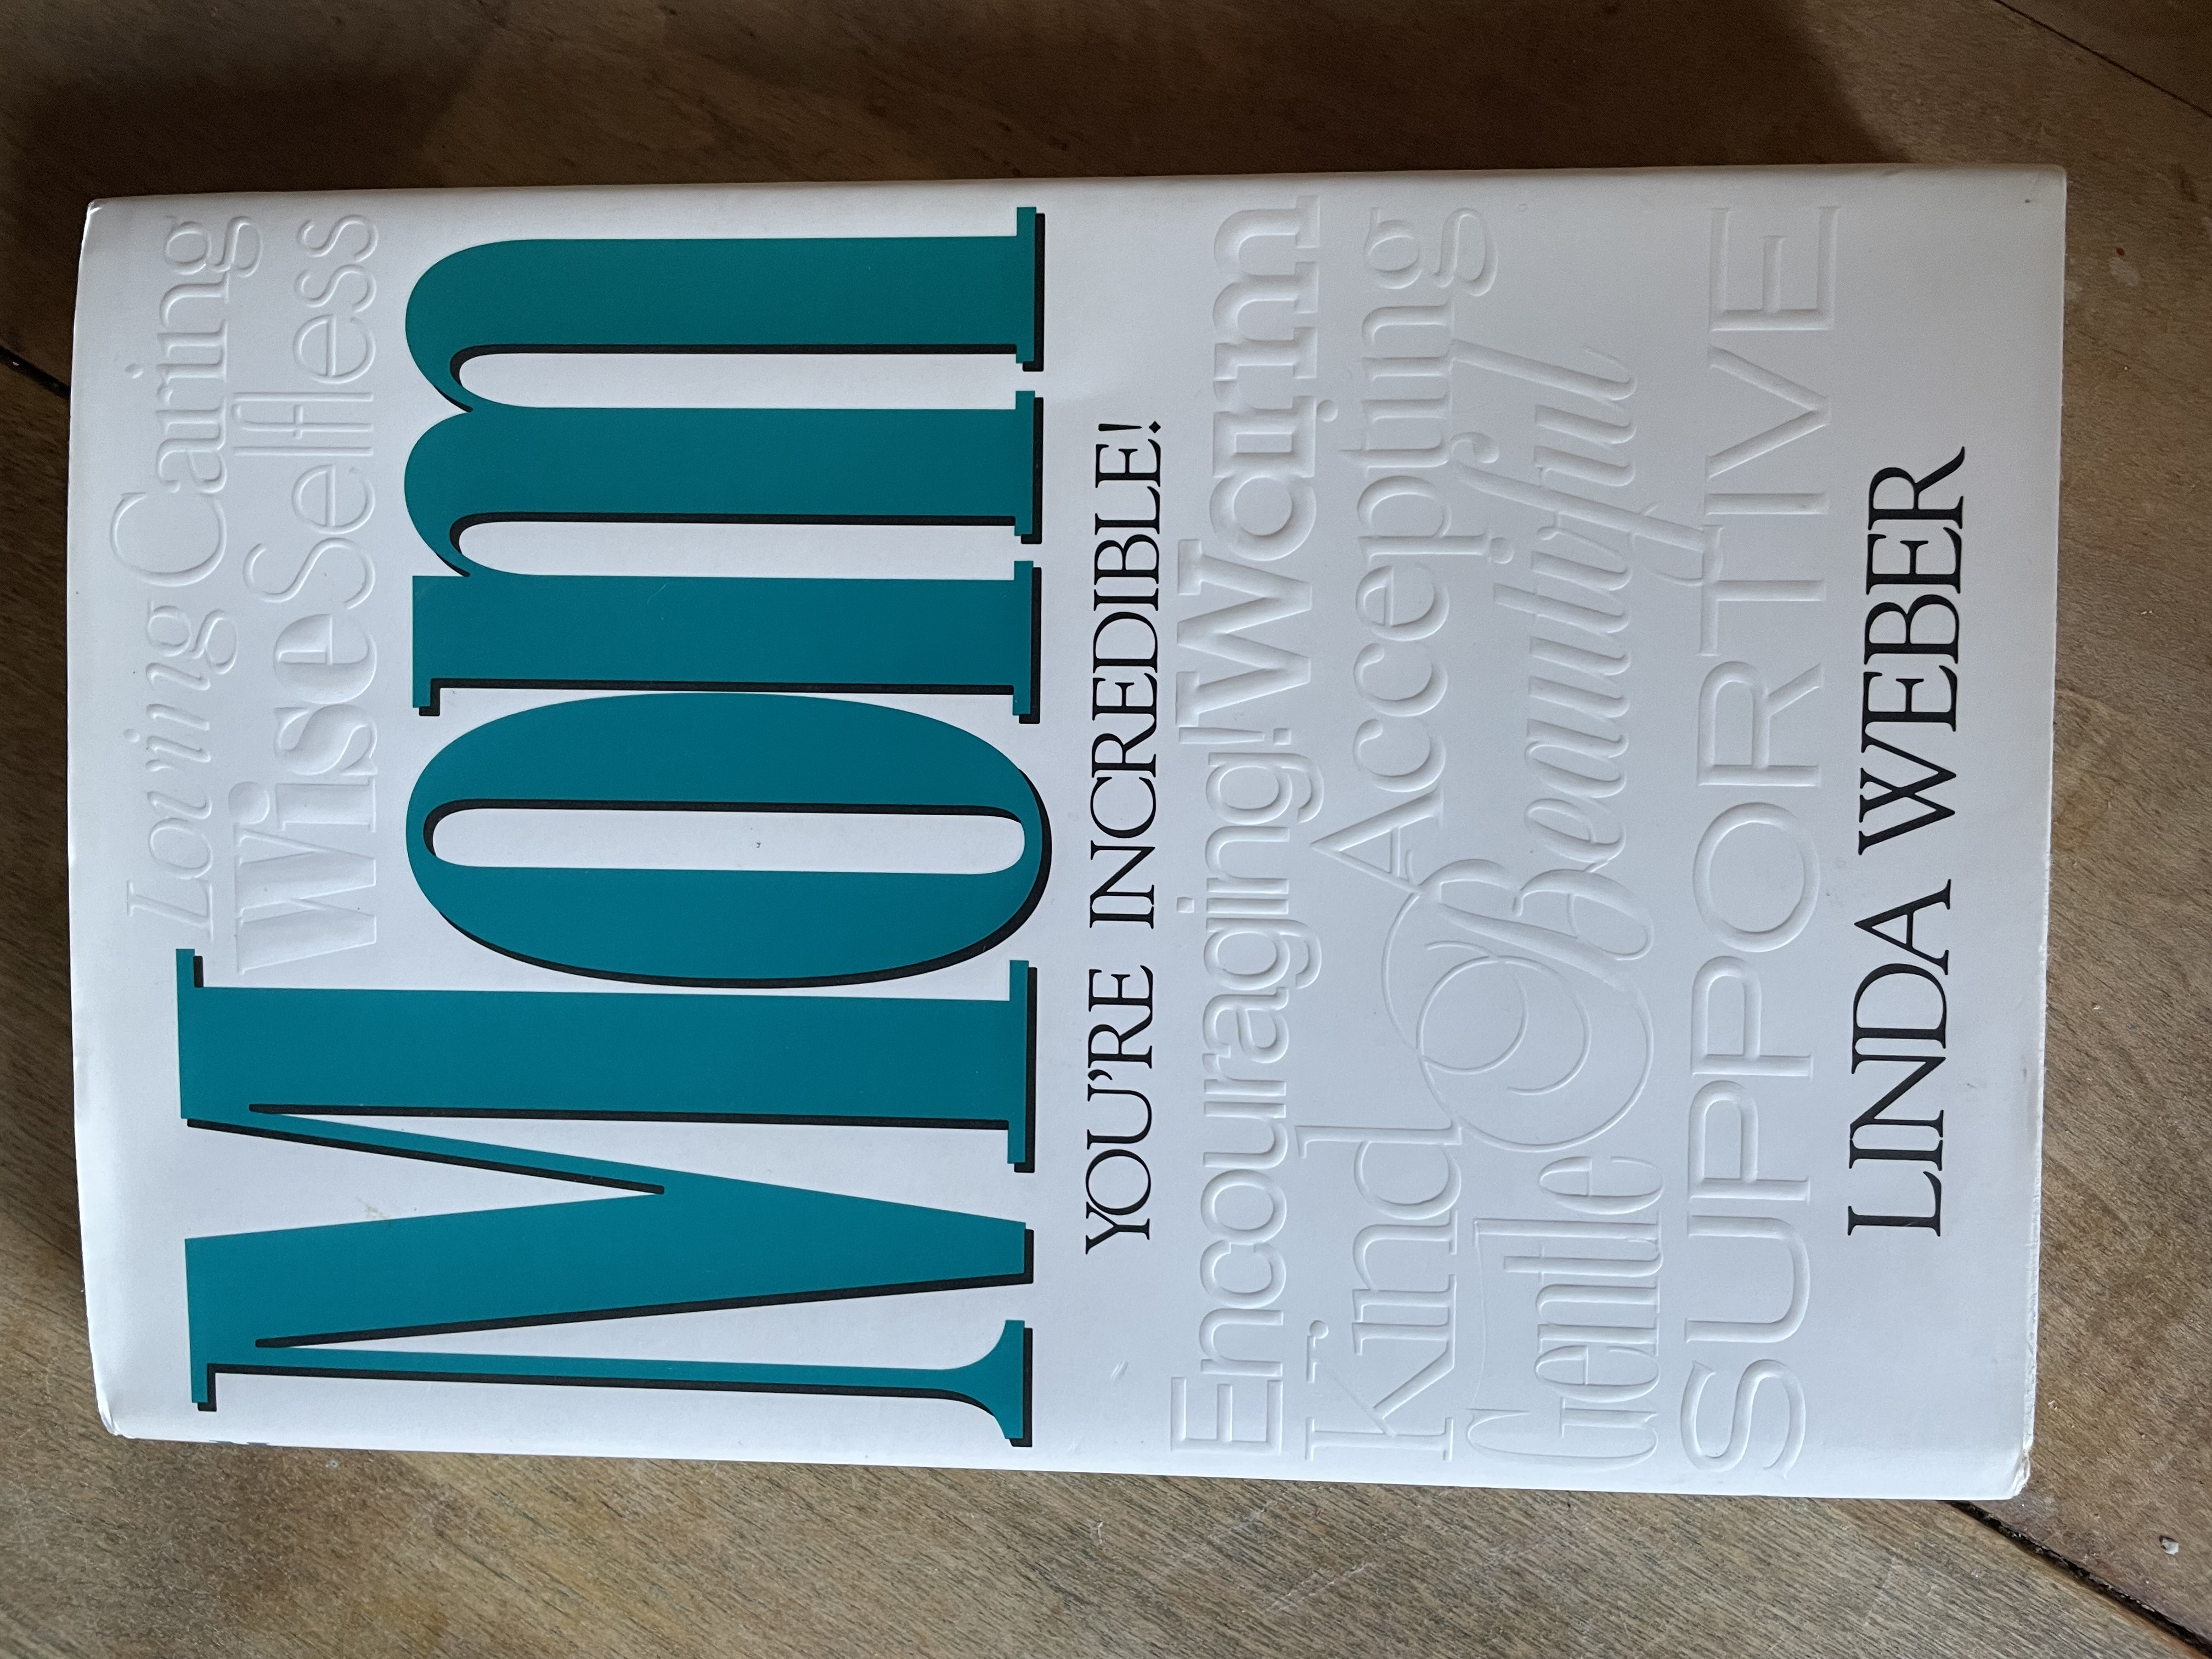 Loving Caring
Wise Selfless
Mom
YOU'RE INCREDIBLE!
Encouraging! Warm
Kind Accepting
Gentle Beautiful
SUPPORTIVE
LINDA WEBER